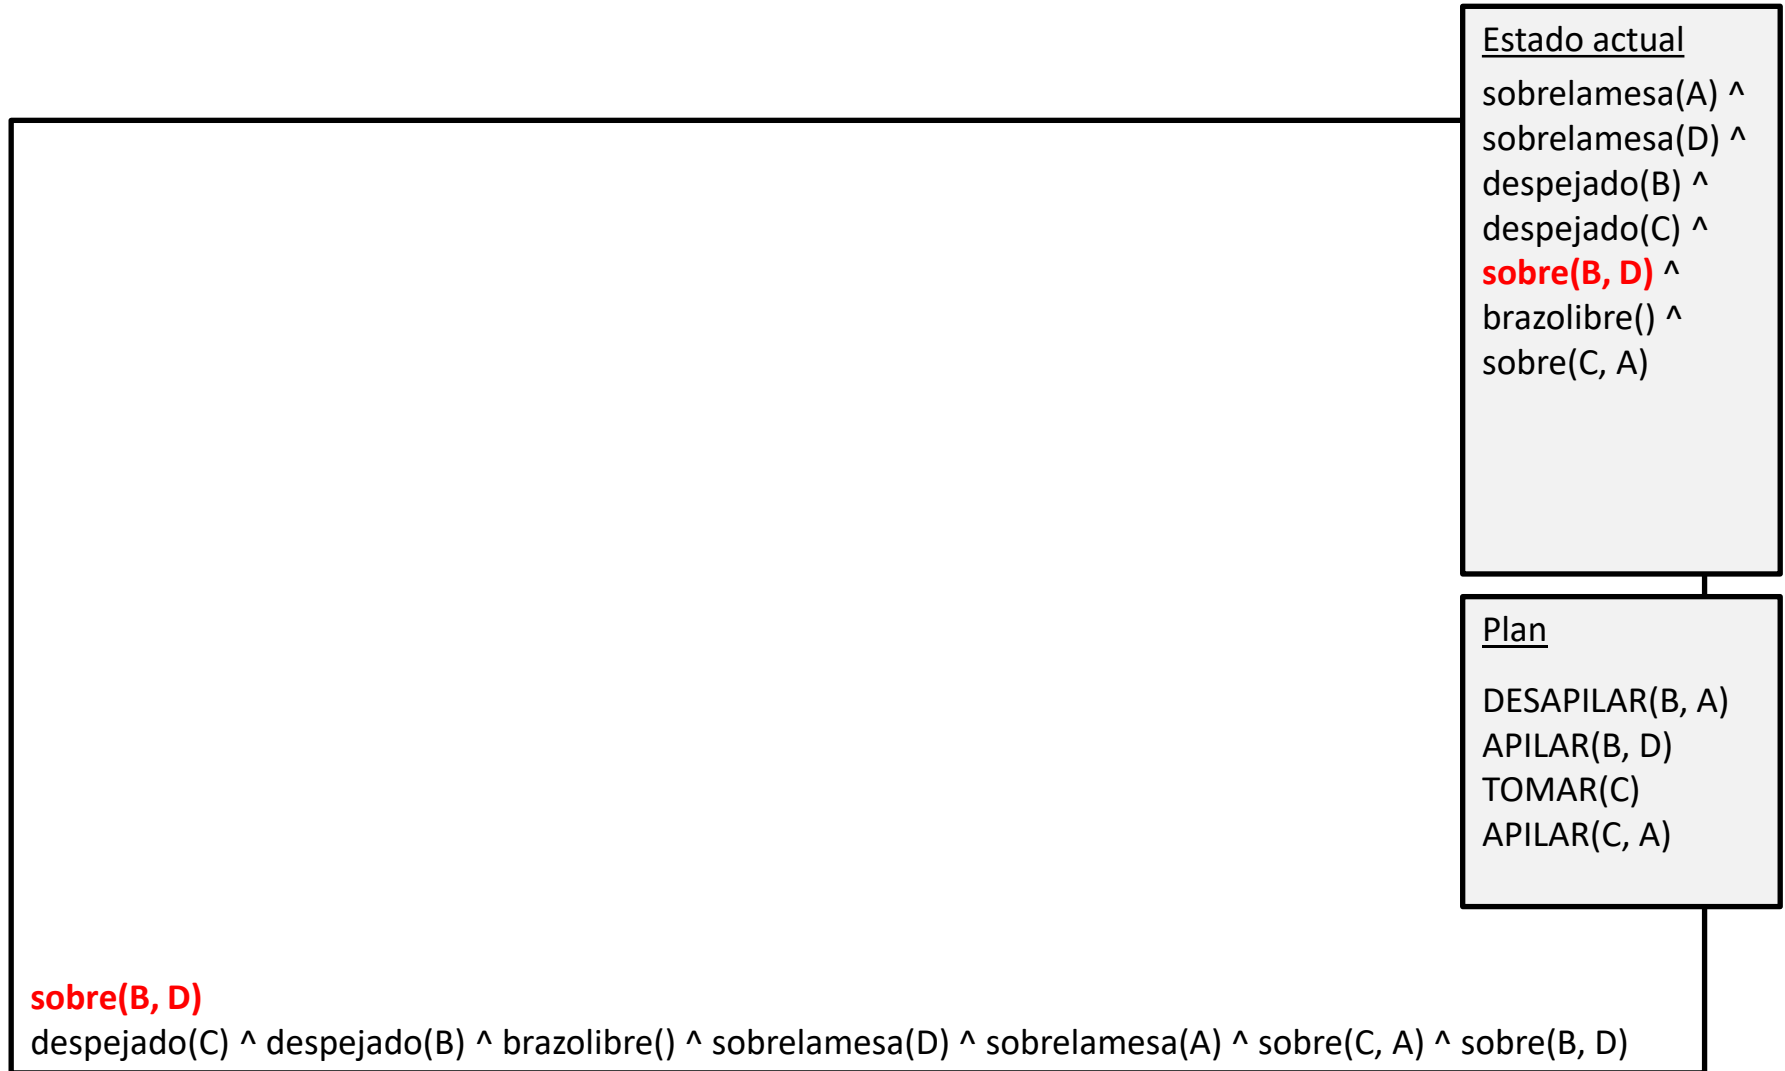 Estado actual
sobrelamesa(A) ^
sobrelamesa(D) ^
despejado(B) ^
despejado(C) ^
sobre(B, D) ^
brazolibre() ^
sobre(C, A)
Plan
DESAPILAR(B, A)
APILAR(B, D)
TOMAR(C)
APILAR(C, A)
sobre(B, D)
despejado(C) ^ despejado(B) ^ brazolibre() ^ sobrelamesa(D) ^ sobrelamesa(A) ^ sobre(C, A) ^ sobre(B, D)